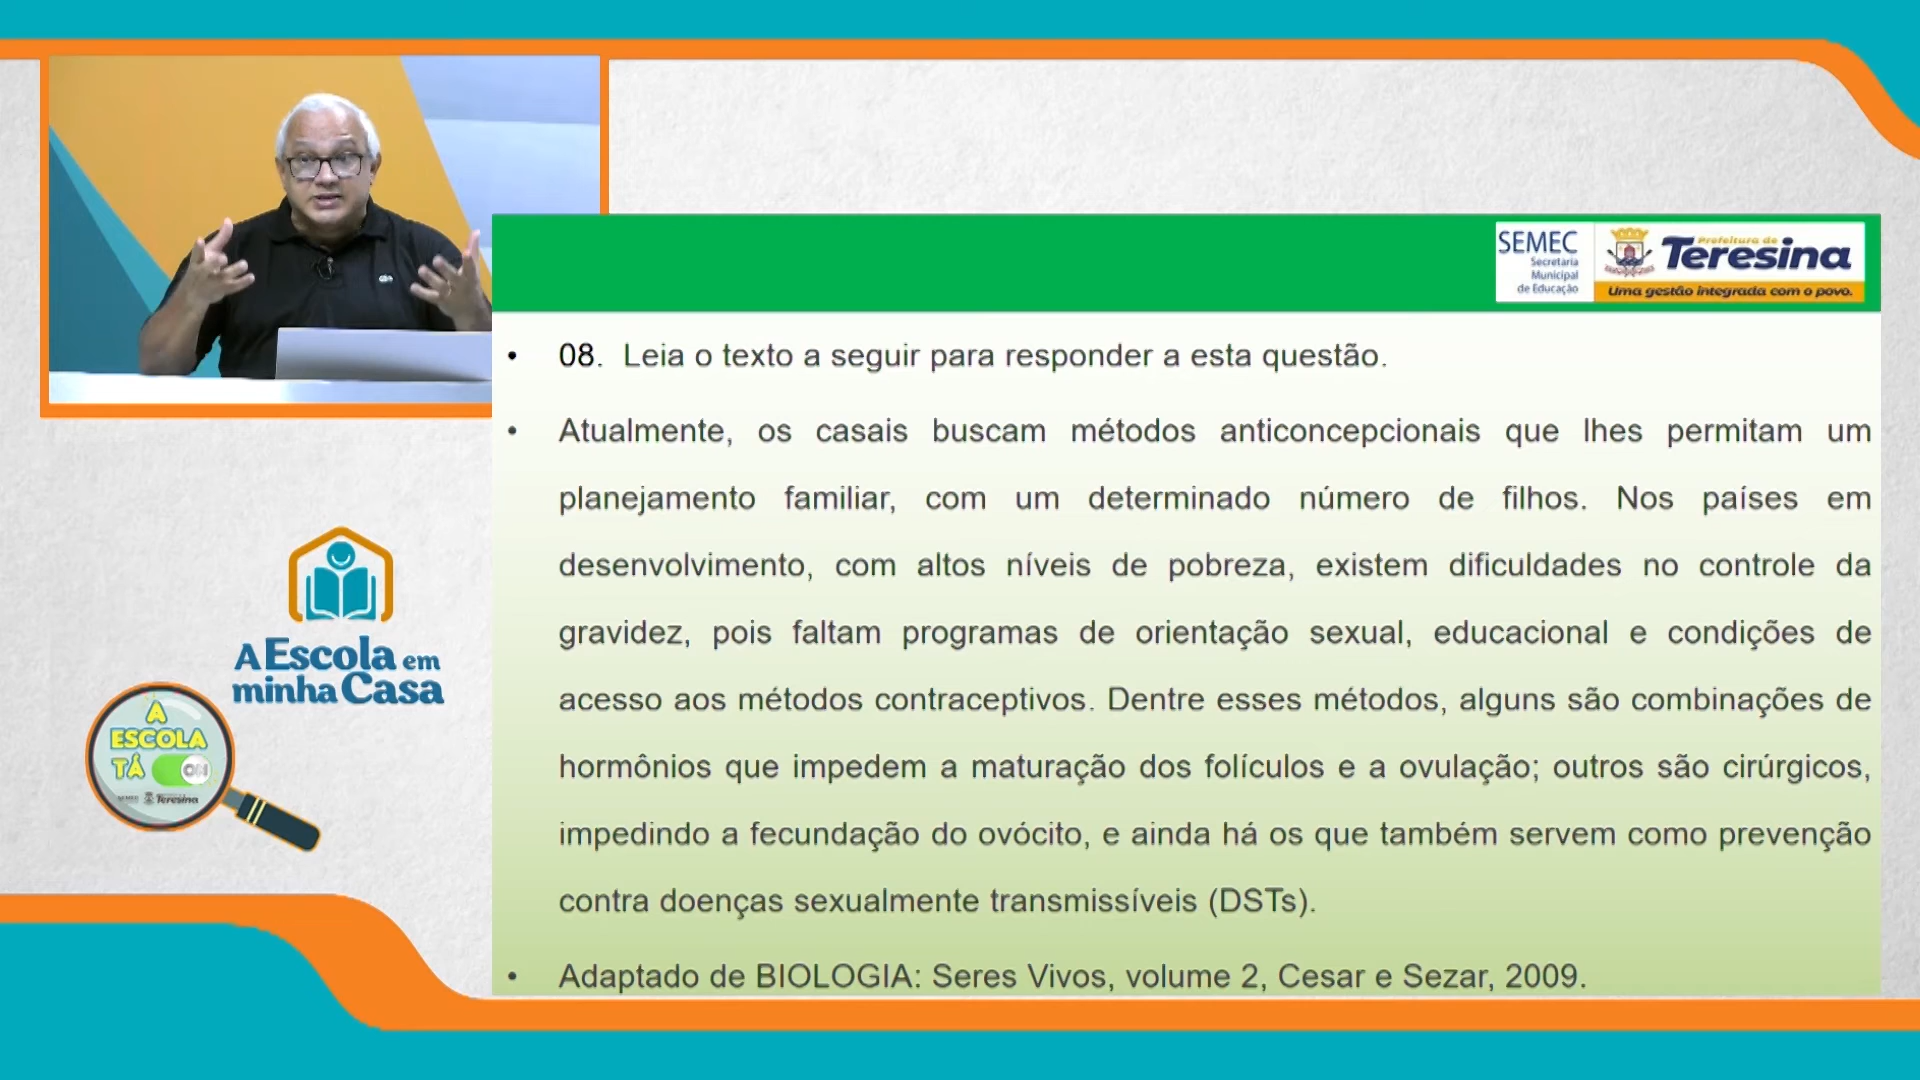 SEMEC
Secretaria
Municipal
de Educação
Prefeitura de
Teresina
Uma gestão integrada com o povo.
• 08. Leia o texto a seguir para responder a esta questão.
• Atualmente, os casais buscam métodos anticoncepcionais que lhes permitam um
planejamento familiar, com um determinado número de filhos. Nos países em
desenvolvimento, com altos níveis de pobreza, existem dificuldades no controle da
gravidez, pois faltam programas de orientação sexual, educacional e condições de
acesso aos métodos contraceptivos. Dentre esses métodos, alguns são combinações de
hormônios que impedem a maturação dos folículos e a ovulação; outros são cirúrgicos,
impedindo a fecundação do ovócito, e ainda há os que também servem como prevenção
contra doenças sexualmente transmissíveis (DSTs).
• Adaptado de BIOLOGIA: Seres Vivos, volume 2, Cesar e Sezar, 2009.
A Escola em
minha Casa
A
ESCOLA
TÁ ON
SEMEC Teresina